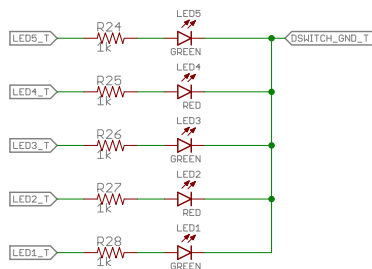 R24
LED5
LED5_T
1k
GREEN
DSWITCH_GND_T
R25
LED4
LED4_T
1k
RED
R26
LED3
LED3_T
1k
GREEN
R27
LED2
LED2_T
1k
RED
R28
LED1
LED1_T
1k
GREEN